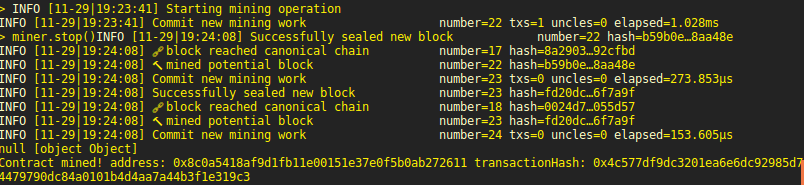 > INFO [11-29|19:23:41] Starting mining operation
INFO [11-29|19:23:41] Commit new mining work number=22 txs=1 uncles=0 elapsed=1.028ms
> miner.stop()INFO [11-29|19:24:08] Successfully sealed new block number=22 hash=b59b0e…8aa48e
INFO [11-29|19:24:08] 🔗block reached canonical chain number=17 hash=8a2903…92cfbd
INFO [11-29|19:24:08] 🔨mined potential block number=22 hash=b59b0e…8aa48e
INFO [11-29|19:24:08] Commit new mining work number=23 txs=0 uncles=0 elapsed=273.853µs
INFO [11-29|19:24:08] Successfully sealed new block number=23 hash=fd20dc…6f7a9f
INFO [11-29|19:24:08] 🔗block reached canonical chain number=18 hash=0024d7…055d57
INFO [11-29|19:24:08] 🔨mined potential block number=23 hash=fd20dc…6f7a9f
INFO [11-29|19:24:08] Commit new mining work number=24 txs=0 uncles=0 elapsed=153.605µs
null [object Object]
Contract mined! address: 0x8c0a5418af9d1fb11e00151e37e0f5b0ab272611 transactionHash: 0x4c577df9dc3201ea6e6dc92985d7
4479790dc84a0101b4d4aa7a44b3f1e319c3